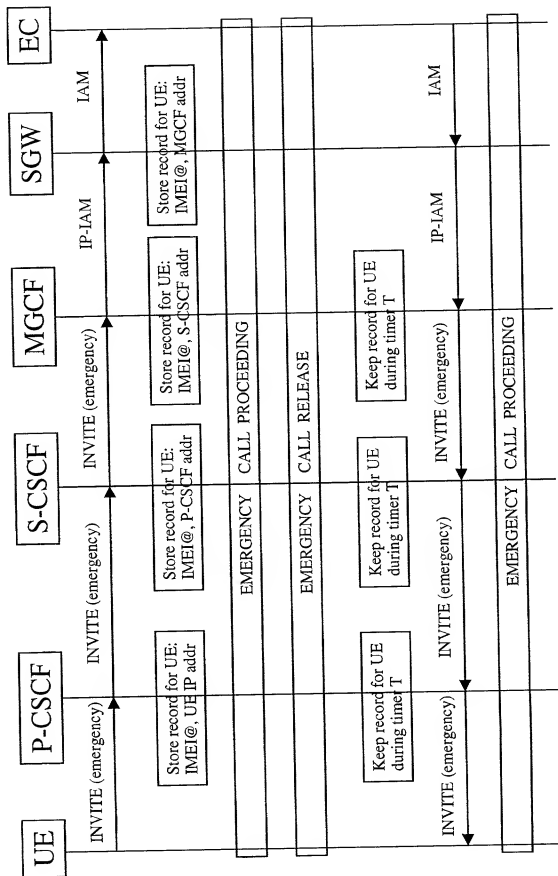 UE
P-CSCF
S-CSCF
MGCF
SGW
EC
INVITE (emergency)
INVITE (emergency)
INVITE (emergency)
IP-IAM
IAM
Store record for UE:
IMEI@, UE IP addr
Store record for UE:
IMEI@, P-CSCF addr
Store record for UE:
IMEI@, S-CSCF addr
Store record for UE:
IMEI@, MGCF addr
EMERGENCY CALL PROCEEDING
EMERGENCY CALL RELEASE
Keep record for UE
during timer T
Keep record for UE
during timer T
Keep record for UE
during timer T
INVITE (emergency)
INVITE (emergency)
INVITE (emergency)
IP-IAM
IAM
EMERGENCY CALL PROCEEDING